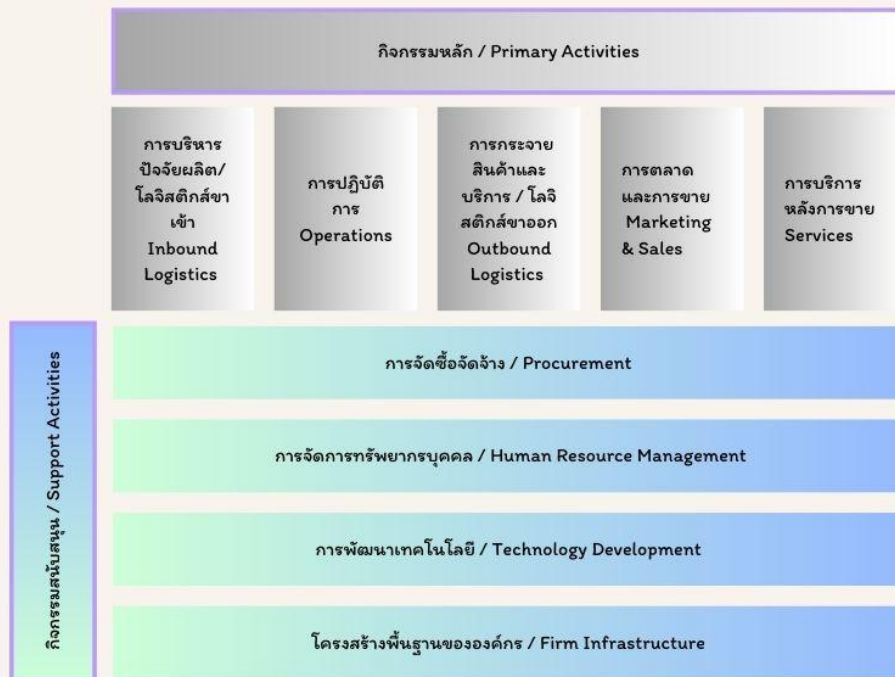 กิจกรรมหลัก / Primary Activities
การบริหาร
ปัจจัยผลิต/
โลจิสติกส์ขา
เข้า
Inbound
Logistics
การปฏิบัติ
การ
Operations
การกระจาย
สินค้าและ
บริการ / โลจิ
สติกส์ขาออก
Outbound
Logistics
การตลาด
และการขาย
Marketing
& Sales
การบริการ
หลังการขาย
Services
กิจกรรมสนับสนุน / Support Activities
การจัดซื้อจัดจ้าง / Procurement
การจัดการทรัพยากรบุคคล / Human Resource Management
การพัฒนาเทคโนโลยี / Technology Development
โครงสร้างพื้นฐานขององค์กร / Firm Infrastructure